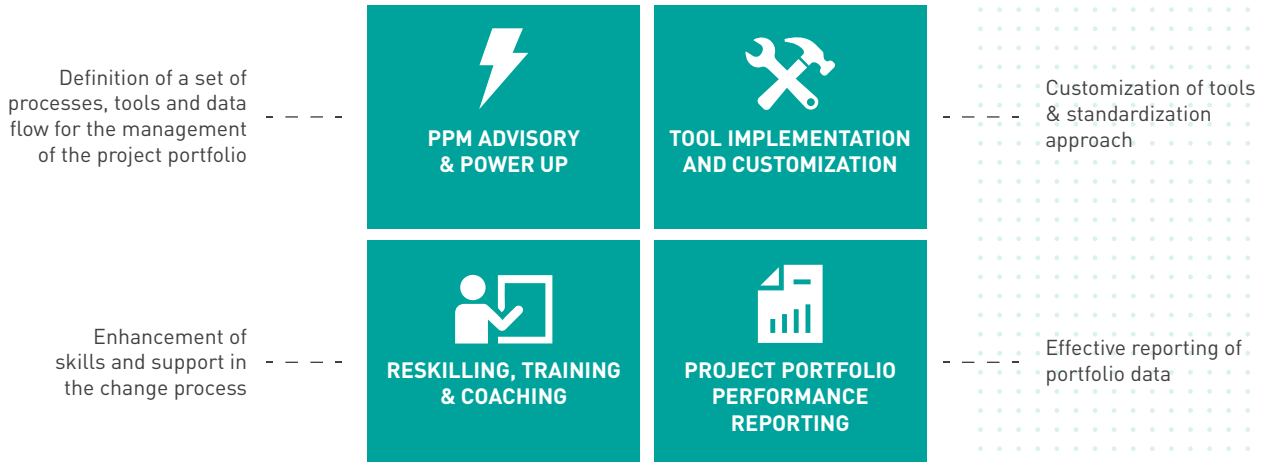 Definition of a set of
processes, tools and data
flow for the management
of the project portfolio
PPM ADVISORY
& POWER UP
TOOL IMPLEMENTATION
AND CUSTOMIZATION
Customization of tools
& standardization
approach
Enhancement of
skills and support in
the change process
RESKILLING, TRAINING
& COACHING
PROJECT PORTFOLIO
PERFORMANCE
REPORTING
Effective reporting of
portfolio data